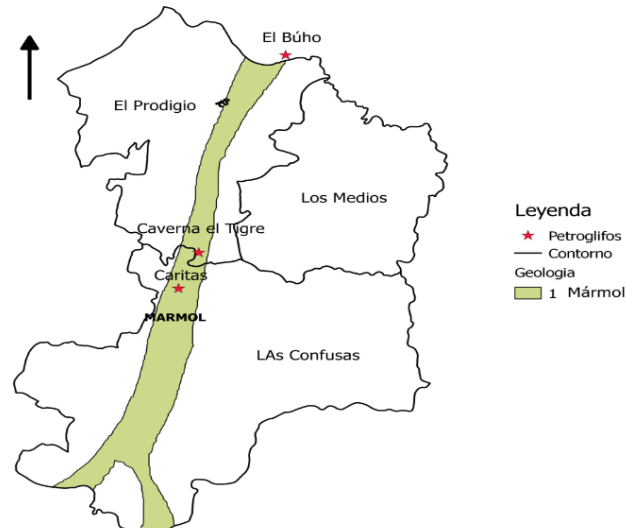 El Búho
El Prodigio
Los Medios
Caverna el Tigre
Caritas
MARMOL
LAs Confusas
Leyenda
Petroglifos
Contorno
Geologia
1 Mármol